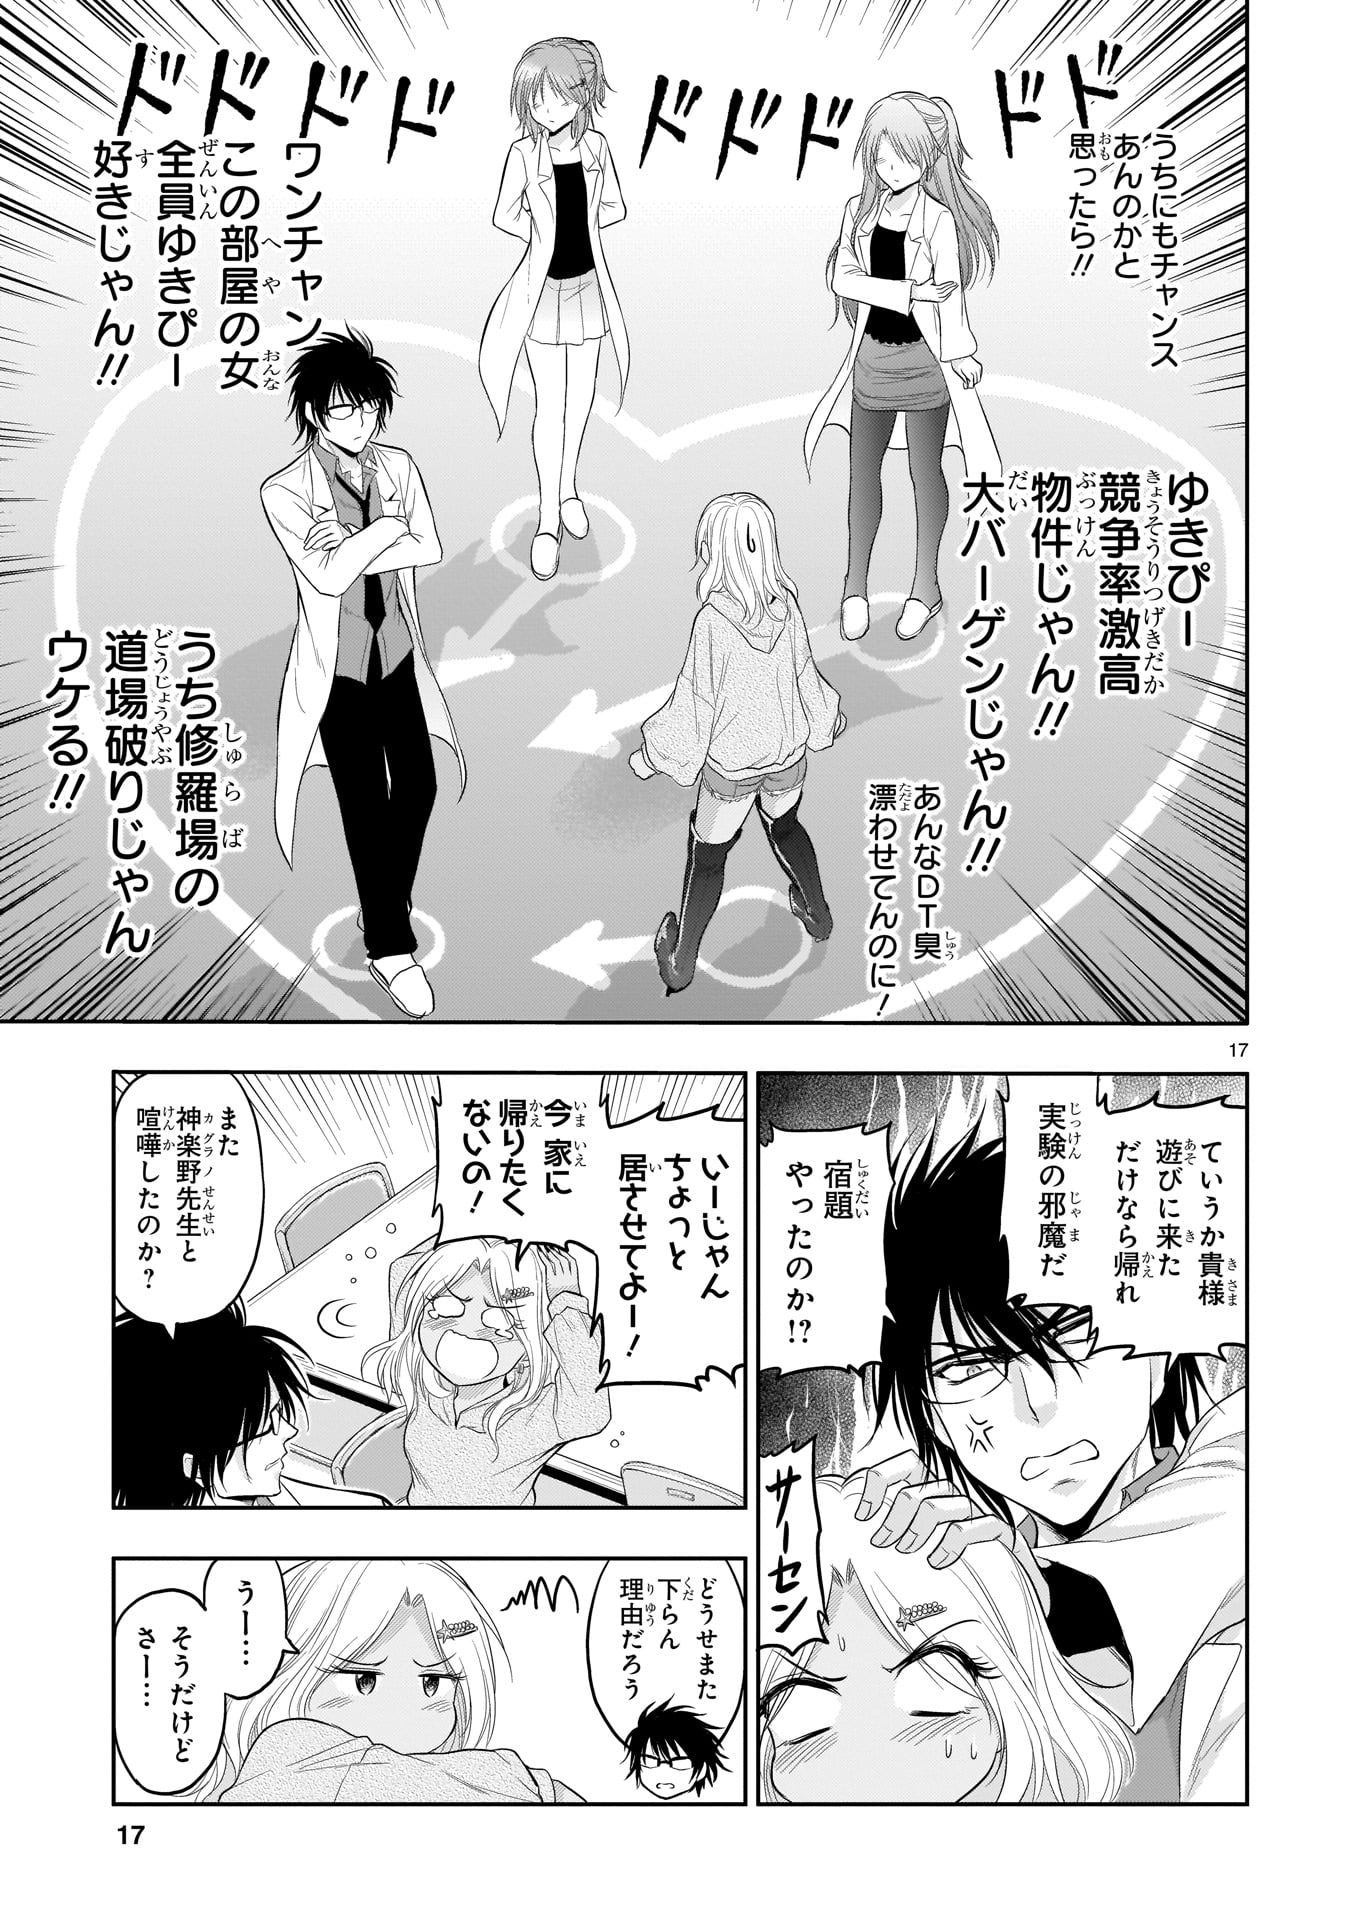 うちにもチャンス
あんのかと
思ったら!!
ゆきぴー
競争率激高
物件じゃん!!
大バーゲンじゃん!!
あんなDT臭
漂わせてんのに!
ドドド
ドドドド
ドドドドド
ワンチャン
この部屋の女
全員ゆきぴー
好きじゃん!!
うち修羅場の
道場破りじゃん
ウケる!!
17
ていうか貴様
遊びに来た
だけなら帰れ
実験の邪魔だ
宿題
やったのか!?
サーセン
いーじゃん
ちょっと
居させてよー!
今家に
帰りたく
ないの!
また
神楽野先生と
喧嘩したのか?
どうせまた
下らん
理由だろう
うー…
そうだけど
さー…
17